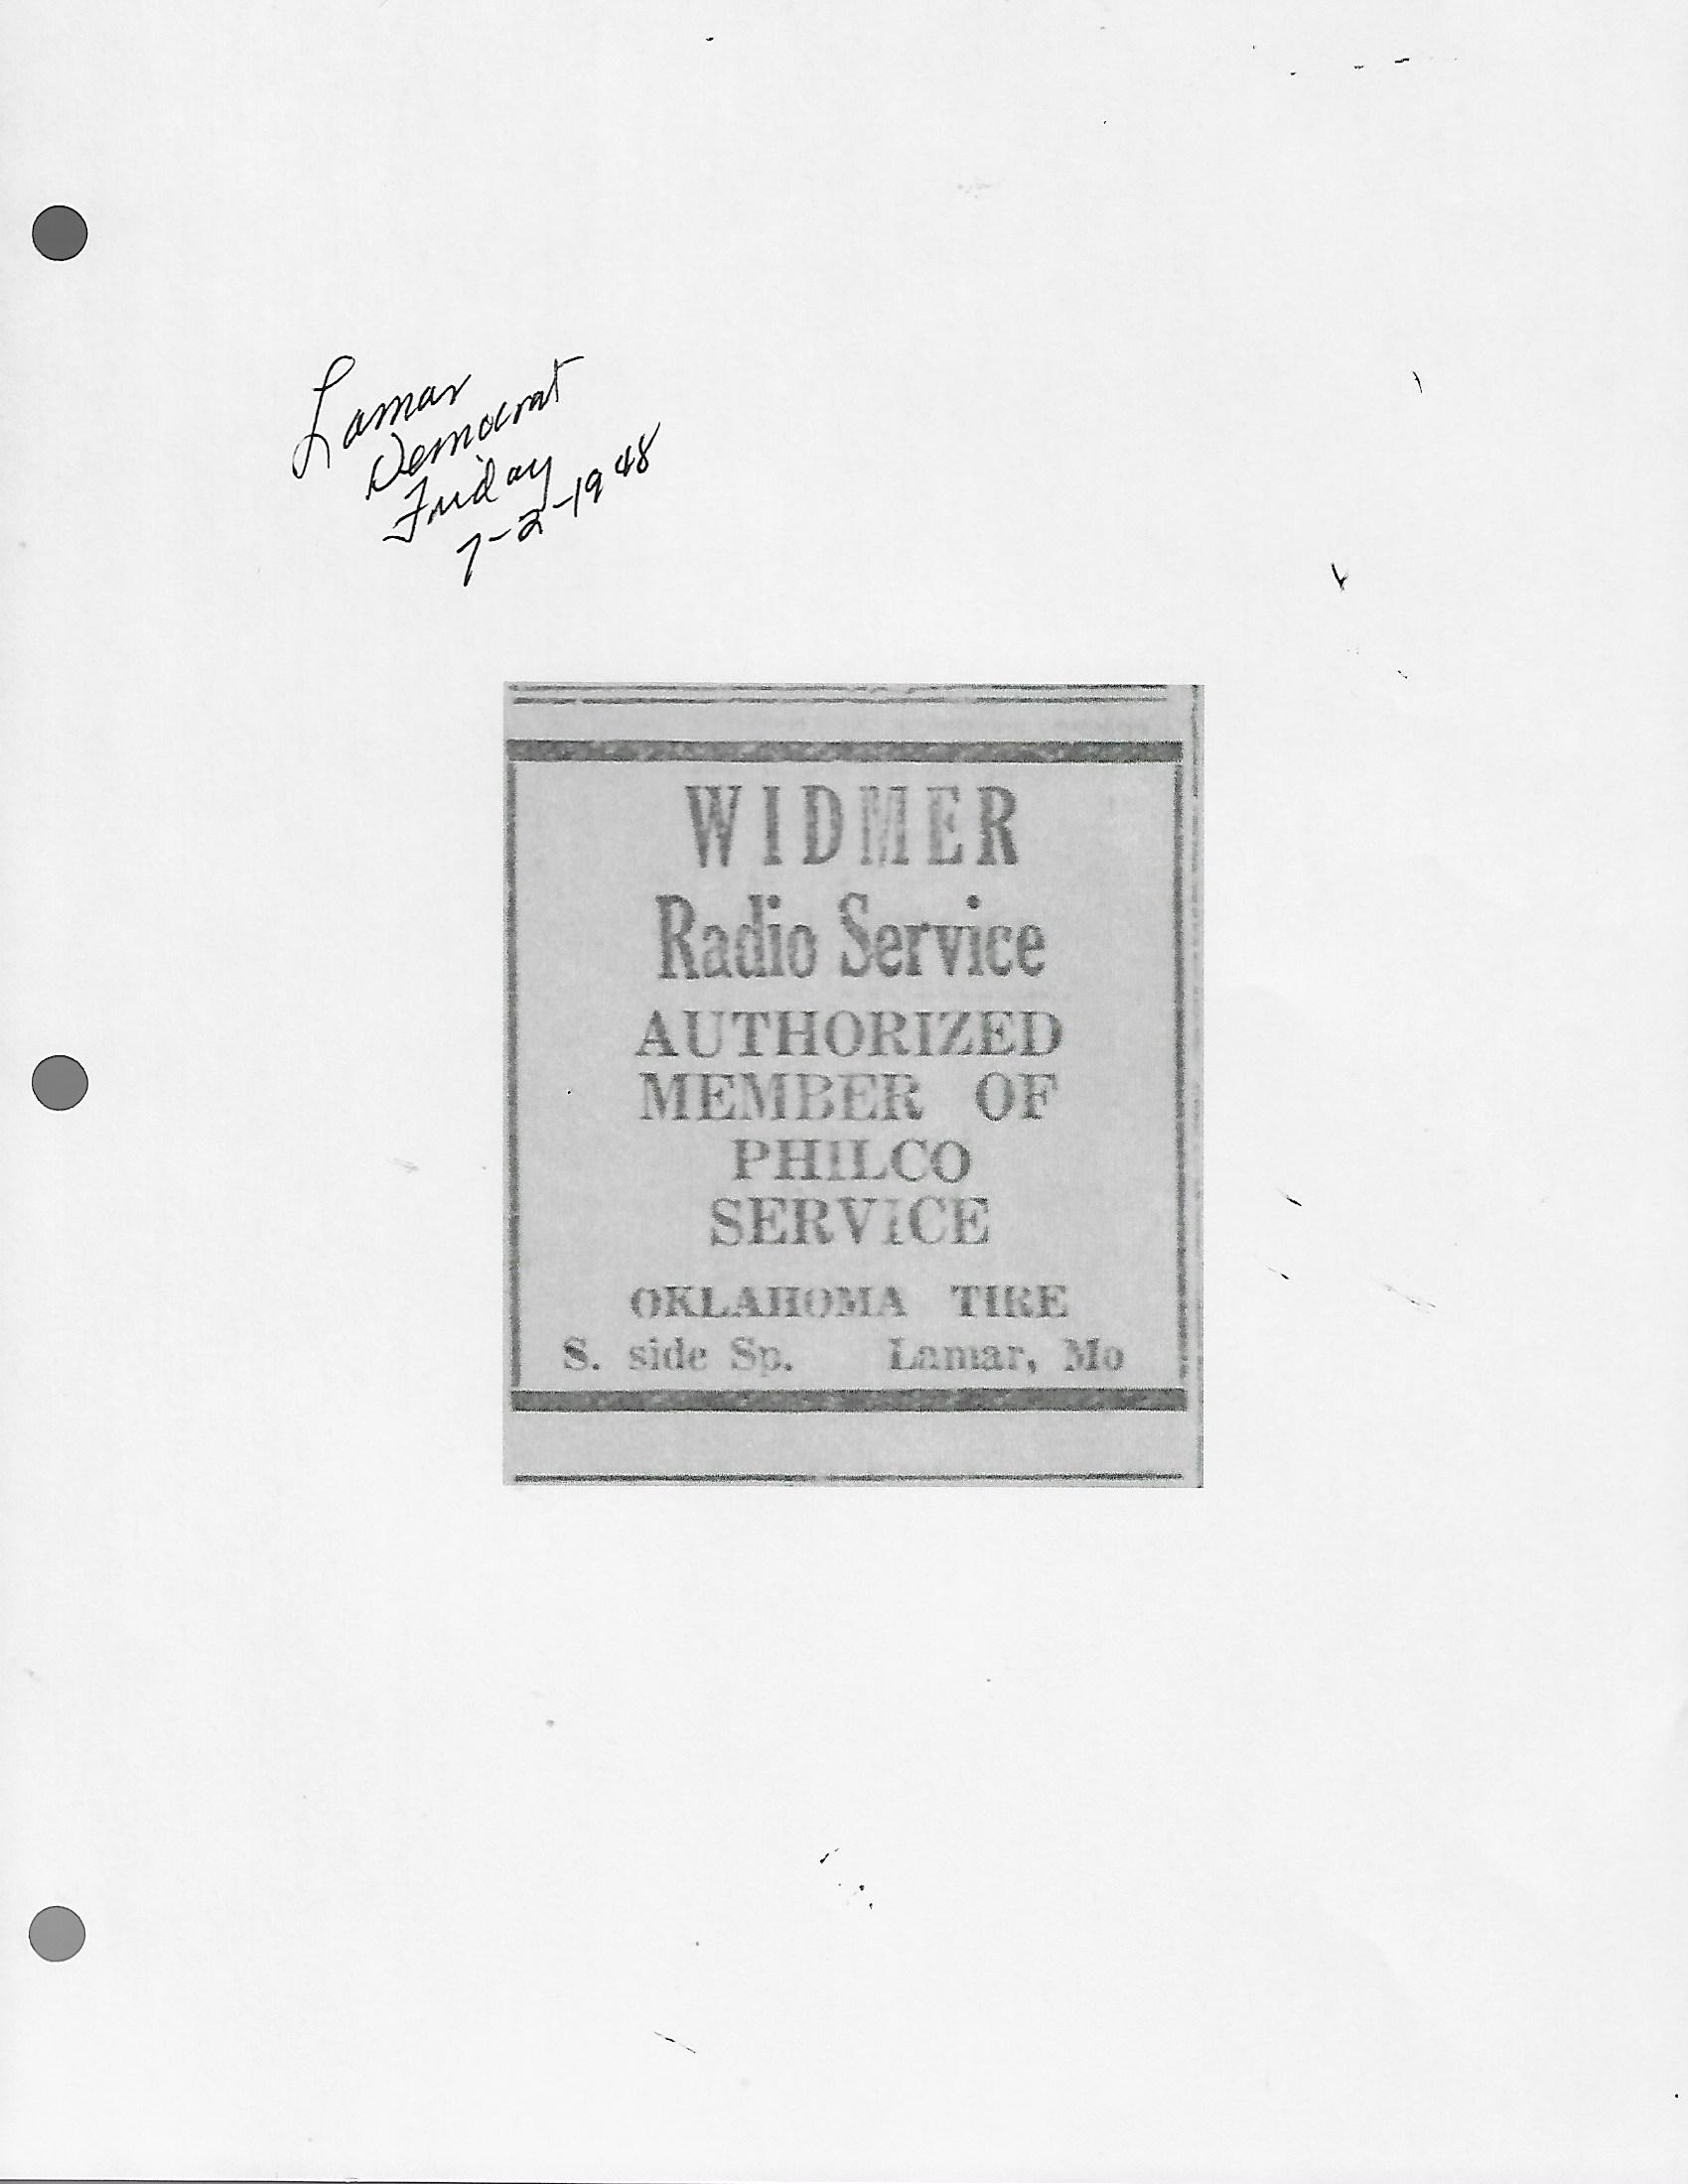 Lamar
Democrat
Friday
7-2-1948
WIDMER
Radio Service
AUTHORIZED
MEMBER OF
PHILCO
SERVICE
OKLAHOMA TIRE
S. side Sp. Lamar, Mo